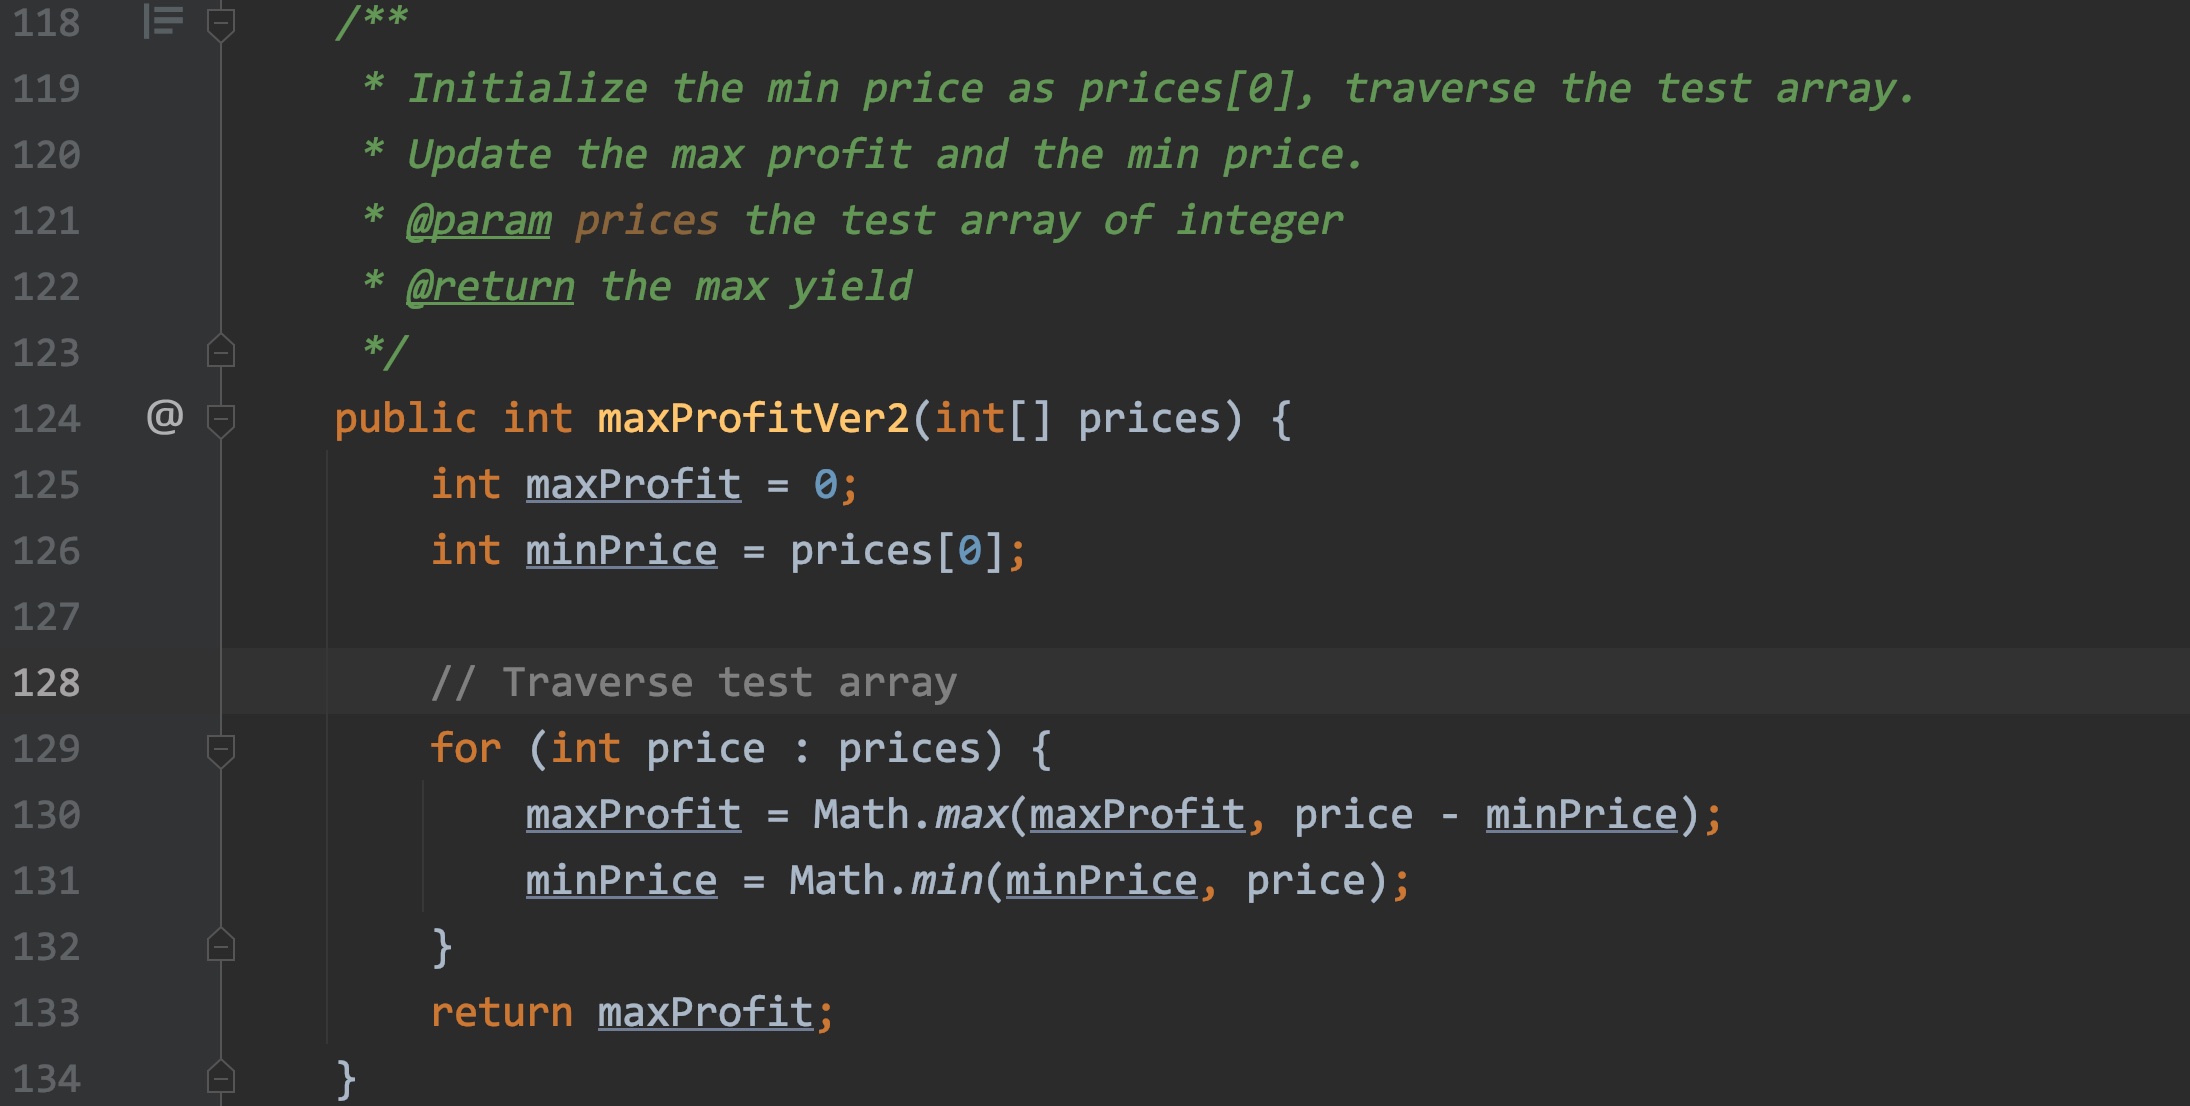 118 /**
119 * Initialize the min price as prices[0], traverse the test array.
120 * Update the max profit and the min price.
121 * @param prices the test array of integer
122 * @return the max yield
123 */
124 @ public int maxProfitVer2(int[] prices) {
125 int maxProfit = 0;
126 int minPrice = prices[0];
127
128 // Traverse test array
129 for (int price : prices) {
130 maxProfit = Math.max(maxProfit, price - minPrice);
131 minPrice = Math.min(minPrice, price);
132 }
133 return maxProfit;
134 }